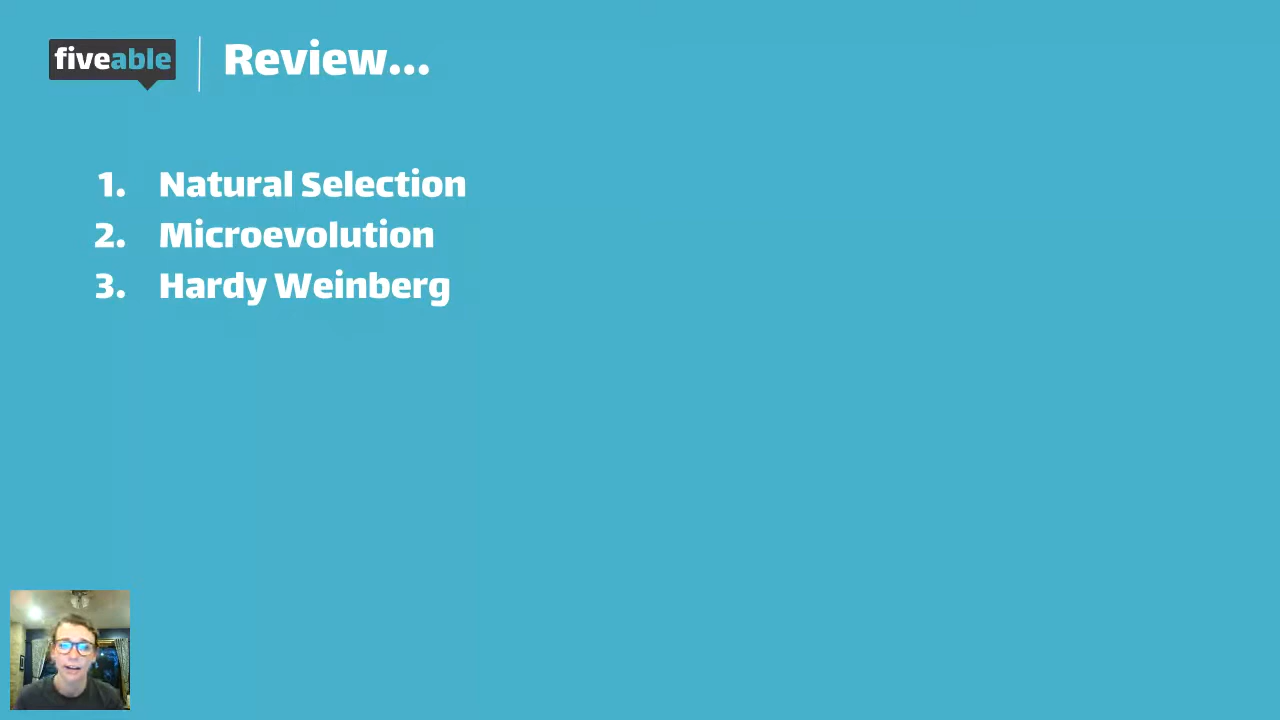 fiveable
Review...
1. Natural Selection
2. Microevolution
3. Hardy Weinberg